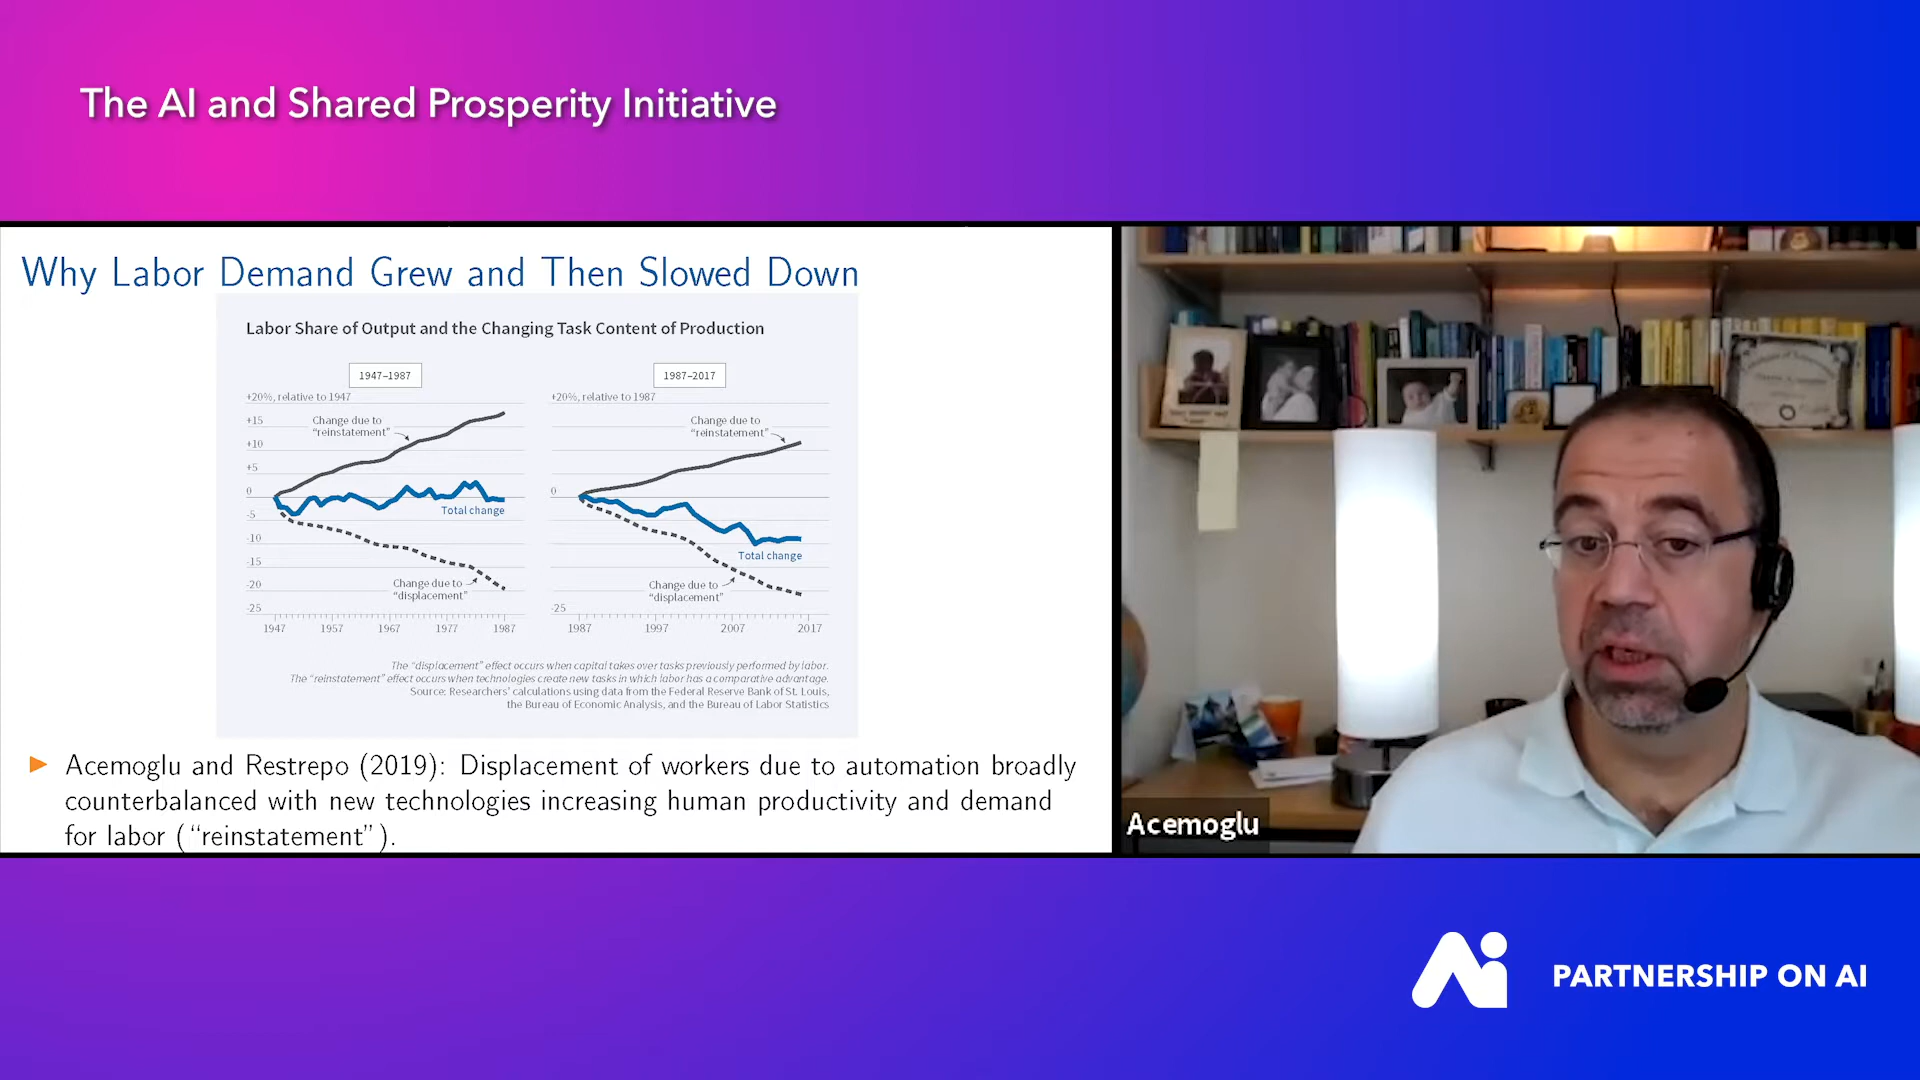 The AI and Shared Prosperity Initiative
Why Labor Demand Grew and Then Slowed Down
Labor Share of Output and the Changing Task Content of Production
1947–1987
+20%, relative to 1947
+15
+10
+5
0
-5
-10
-15
-20
-25
Change due to
“reinstatement”
Total change
Change due to
“displacement”
1947 1957 1967 1977 1987
1987–2017
+20%, relative to 1987
0
-25
Change due to
“reinstatement”
Total change
Change due to
“displacement”
1987 1997 2007 2017
The “displacement” effect occurs when capital takes over tasks previously performed by labor.
The “reinstatement” effect occurs when technologies create new tasks in which labor has a comparative advantage.
Source: Researchers’ calculations using data from the Federal Reserve Bank of St. Louis,
the Bureau of Economic Analysis, and the Bureau of Labor Statistics
Acemoglu and Restrepo (2019): Displacement of workers due to automation broadly
counterbalanced with new technologies increasing human productivity and demand
for labor (“reinstatement”).
Acemoglu
PARTNERSHIP ON AI